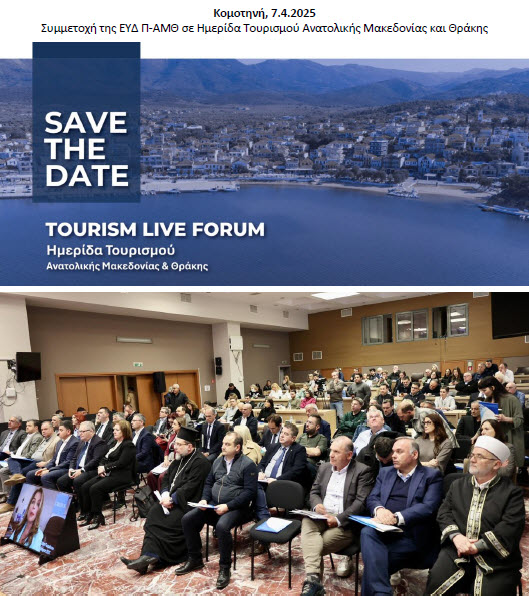 Κομοτηνή, 7.4.2025
Συμμετοχή της ΕΥΔ Π-ΑΜΘ σε Ημερίδα Τουρισμού Ανατολικής Μακεδονίας και Θράκης
SAVE
THE
DATE
TOURISM LIVE FORUM
Ημερίδα Τουρισμού
Ανατολικής Μακεδονίας & Θράκης